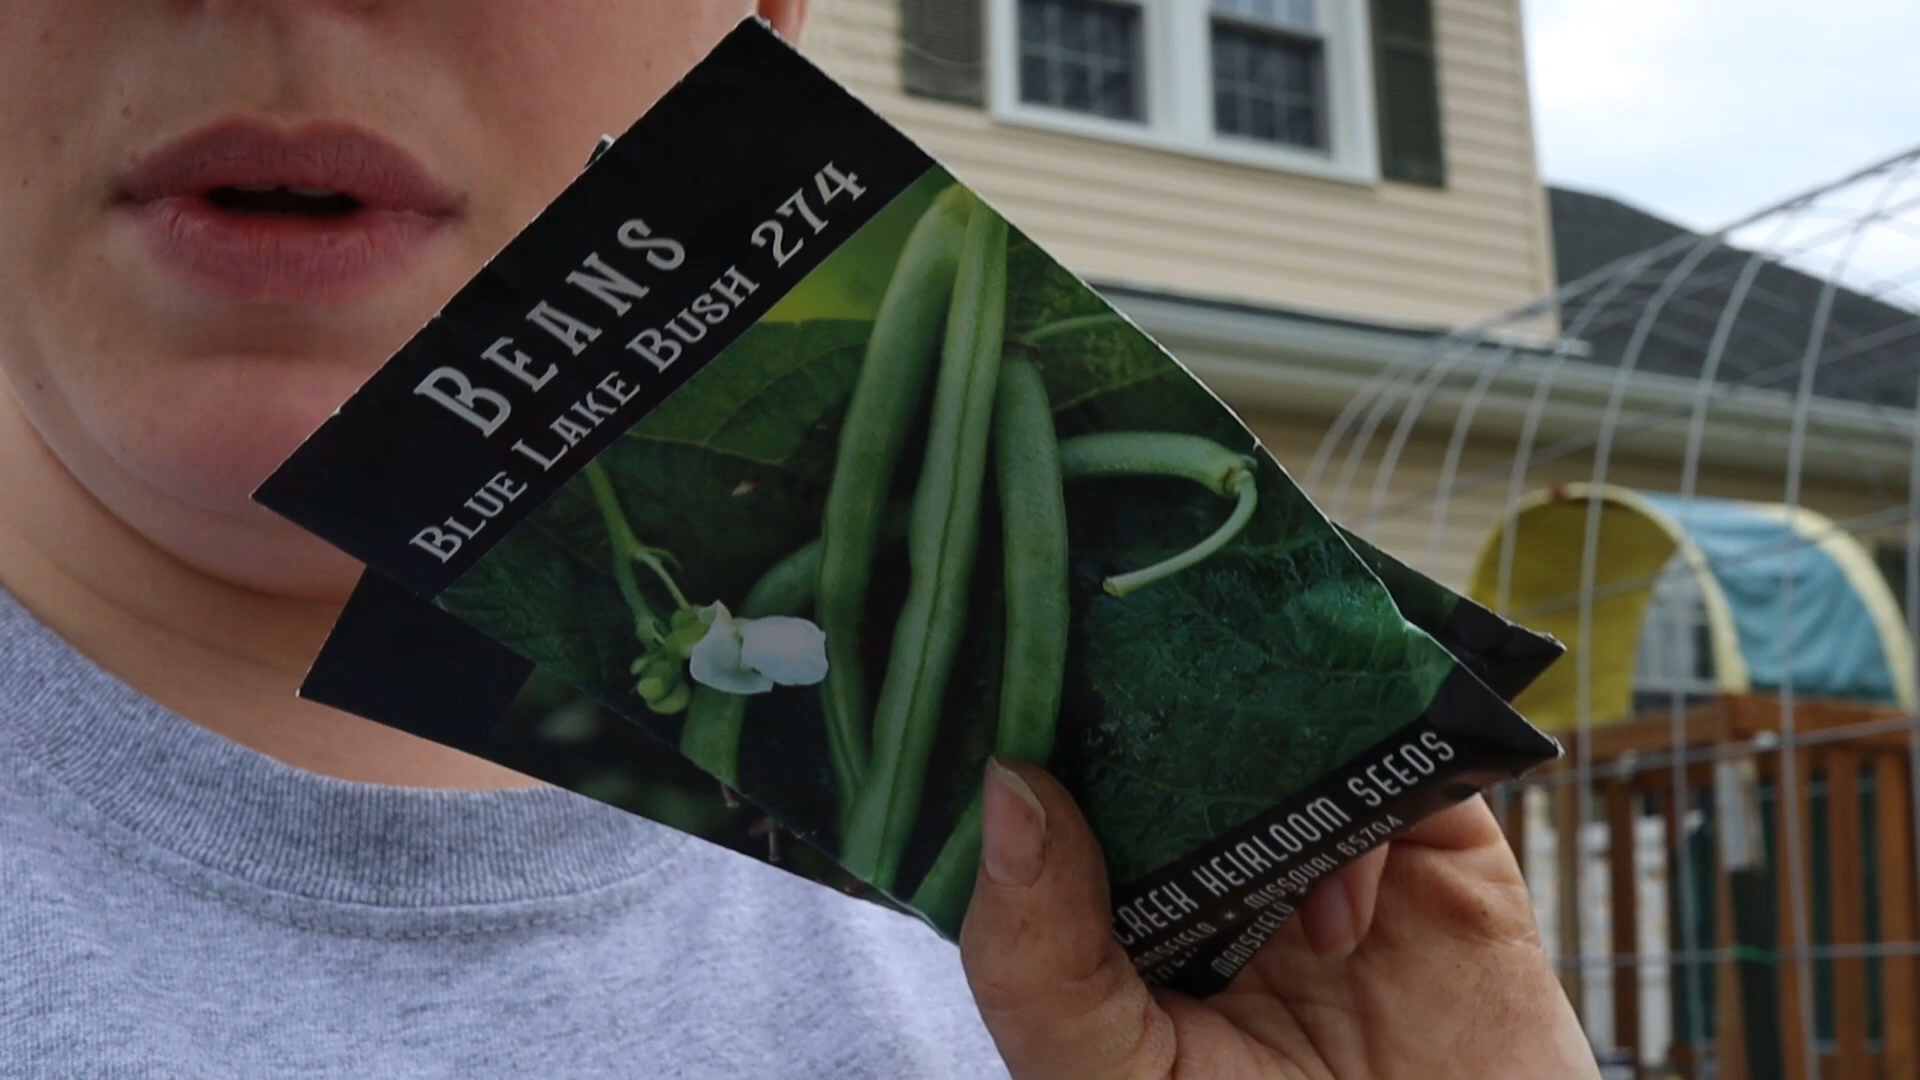 BEANS
BLUE LAKE BUSH 274
CREEK HEIRLOOM SEEDS
MISSOURI 65704
MANSFIELD